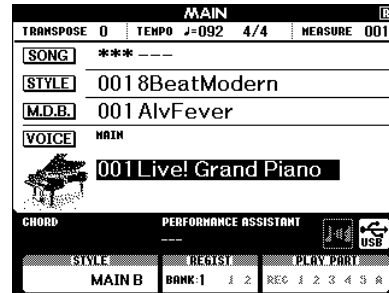 MAIN
TRANSPOSE 0 TEMPO ♩=092 4/4 MEASURE 001
SONG *** ---
STYLE 001 8BeatModern
M.D.B. 001 AlvFever
VOICE MAIN
001 Live! Grand Piano
CHORD PERFORMANCE ASSISTANT
---
USB
STYLE REGIST PLAY PART
MAIN B BANK:1 1 2 REC 1 2 3 4 5 A